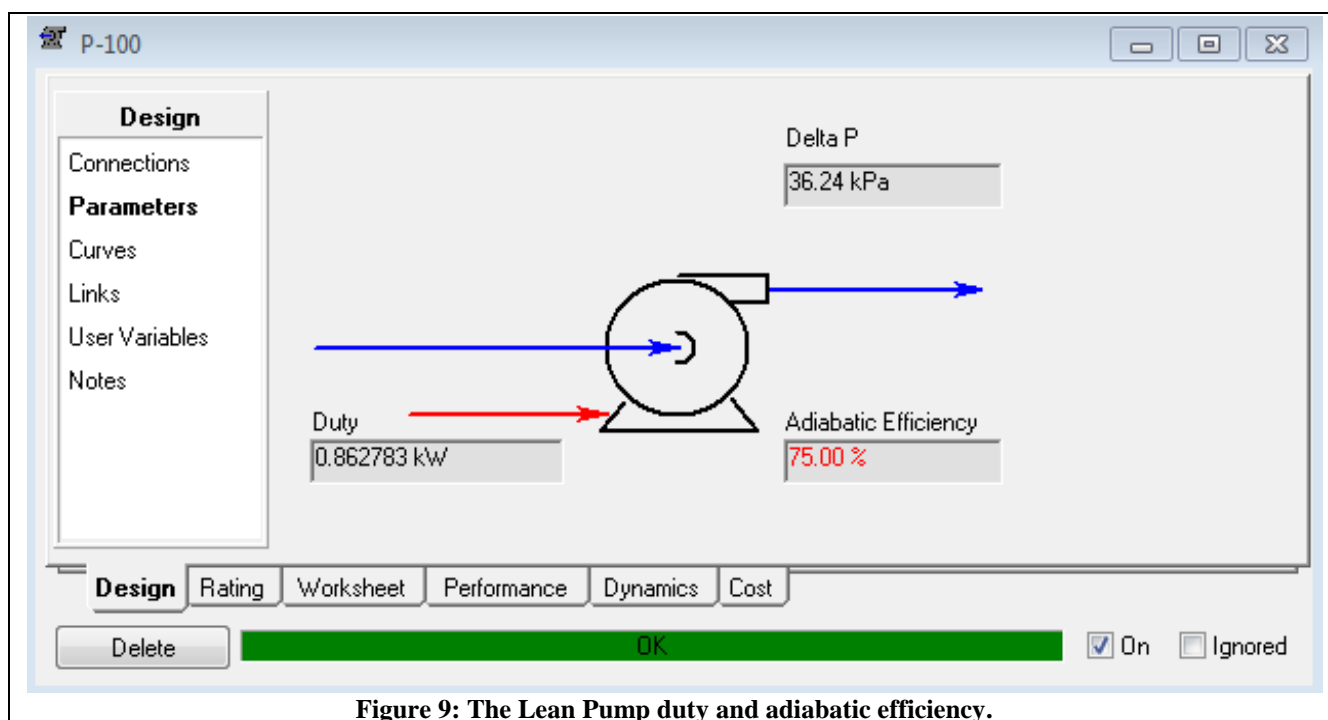 P-100
Design
Connections
Parameters
Curves
Links
User Variables
Notes
Delta P
36.24 kPa
Duty
0.862783 kW
Adiabatic Efficiency
75.00 %
Design Rating Worksheet Performance Dynamics Cost
Delete OK On Ignored
Figure 9: The Lean Pump duty and adiabatic efficiency.